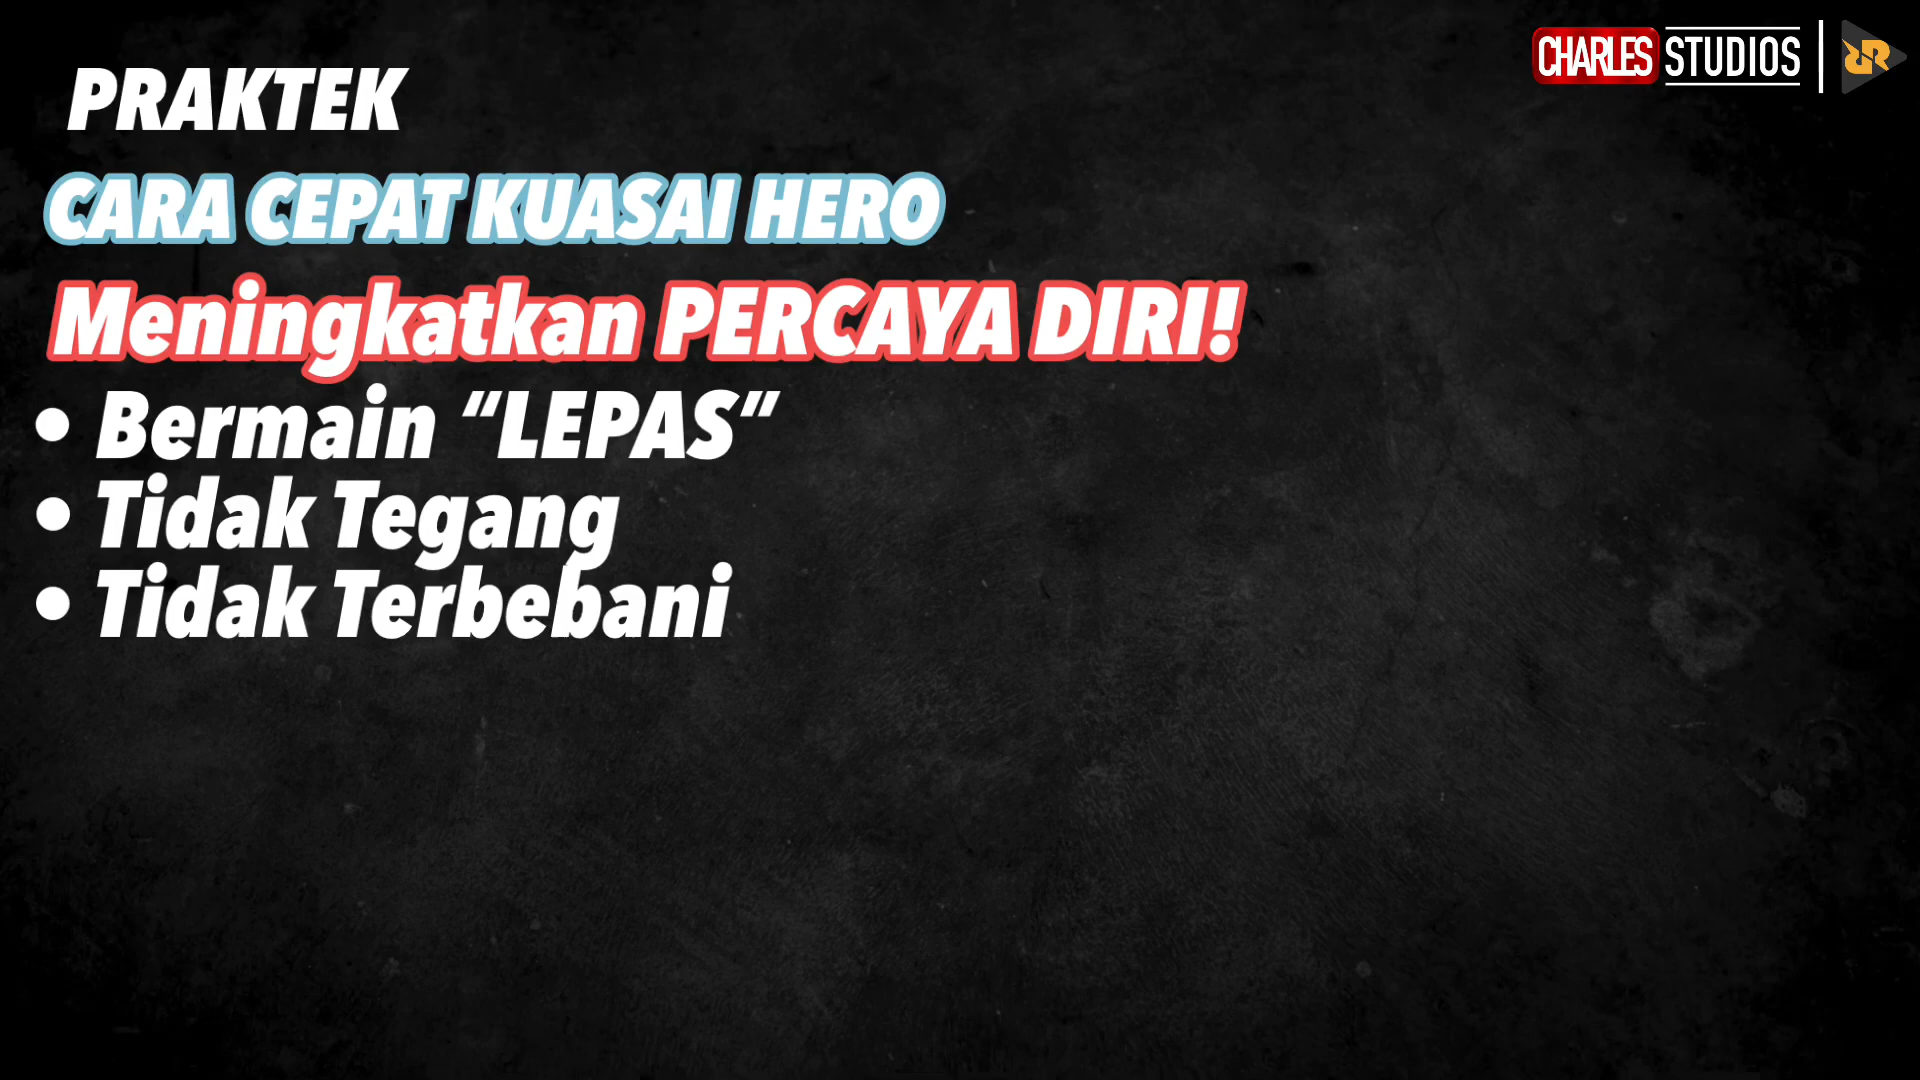 CHARLES STUDIOS
PRAKTEK
CARA CEPAT KUASAI HERO
Meningkatkan PERCAYA DIRI!
• Bermain “LEPAS”
• Tidak Tegang
• Tidak Terbebani